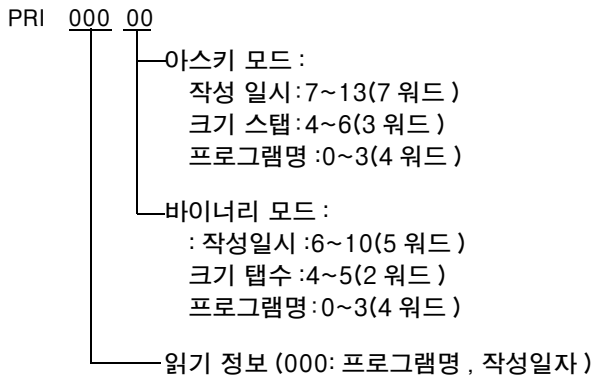 PRI 000 00
아스키 모드 :
작성 일시:7~13(7 워드 )
크기 스탭:4~6(3 워드 )
프로그램명 :0~3(4 워드 )
바이너리 모드 :
: 작성일시 :6~10(5 워드 )
크기 탭수 :4~5(2 워드 )
프로그램명:0~3(4 워드 )
읽기 정보 (000: 프로그램명 , 작성일자 )